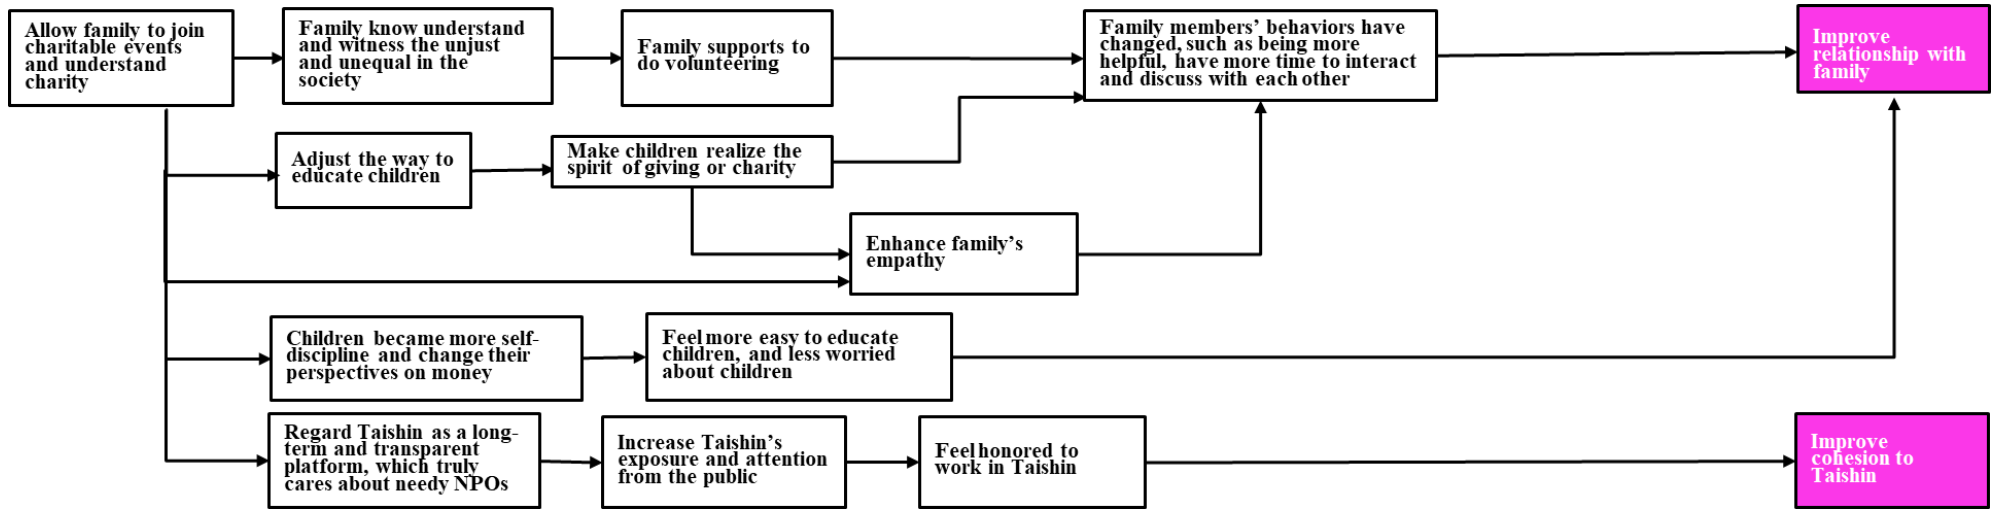 Allow family to join
charitable events
and understand
charity
Family know understand
and witness the unjust
and unequal in the
society
Family supports to
do volunteering
Family members' behaviors have
changed, such as being more
helpful, have more time to interact
and discuss with each other
Improve
relationship with
family
Adjust the way to
educate children
Make children realize the
spirit of giving or charity
Enhance family's
empathy
Children became more self-
discipline and change their
perspectives on money
Feel more easy to educate
children, and less worried
about children
Regard Taishin as a long-
term and transparent
platform, which truly
cares about needy NPOs
Increase Taishin's
exposure and attention
from the public
Feel honored to
work in Taishin
Improve
cohesion to
Taishin